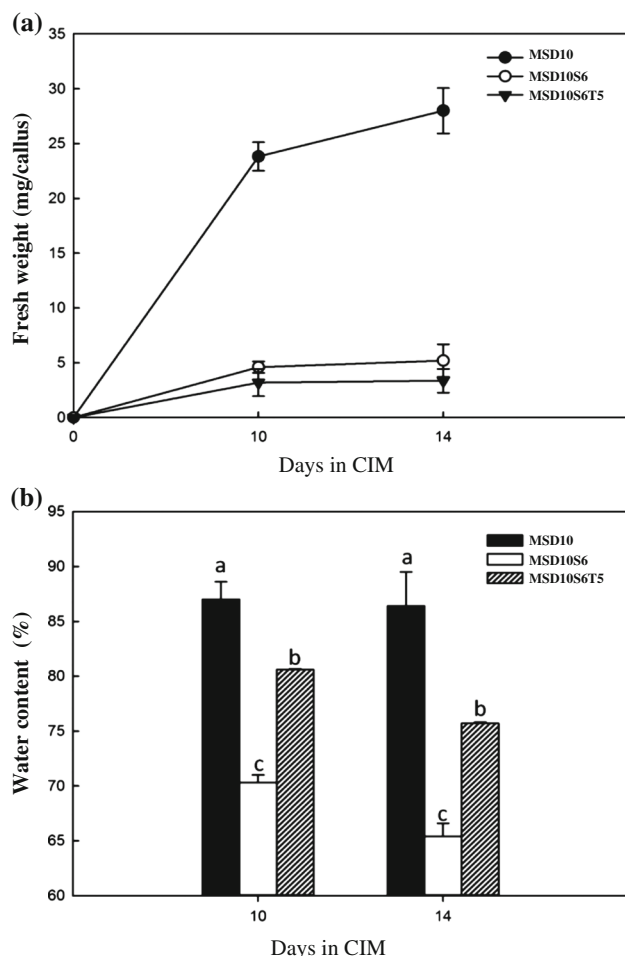 (a)
35
30
25
20
15
10
5
0
Fresh weight (mg/callus)
MSD10
MSD10S6
MSD10S6T5
0 10 14
Days in CIM
(b)
95
90
85
80
75
70
65
60
Water content (%)
MSD10
MSD10S6
MSD10S6T5
a
a
b
b
c
c
10 14
Days in CIM